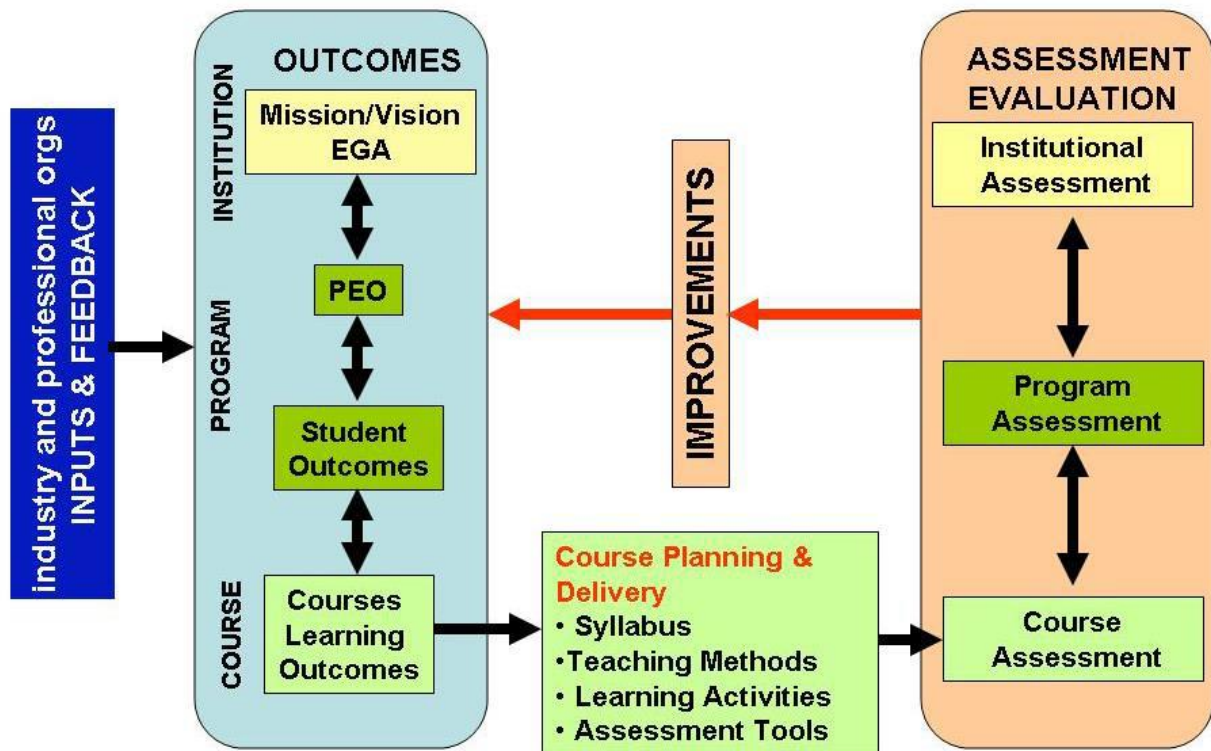 industry and professional orgs
INPUTS & FEEDBACK
OUTCOMES
INSTITUTION
Mission/Vision
EGA
PROGRAM
PEO
Student
Outcomes
COURSE
Courses
Learning
Outcomes
Course Planning &
Delivery
• Syllabus
•Teaching Methods
• Learning Activities
• Assessment Tools
IMPROVEMENTS
ASSESSMENT
EVALUATION
Institutional
Assessment
Program
Assessment
Course
Assessment